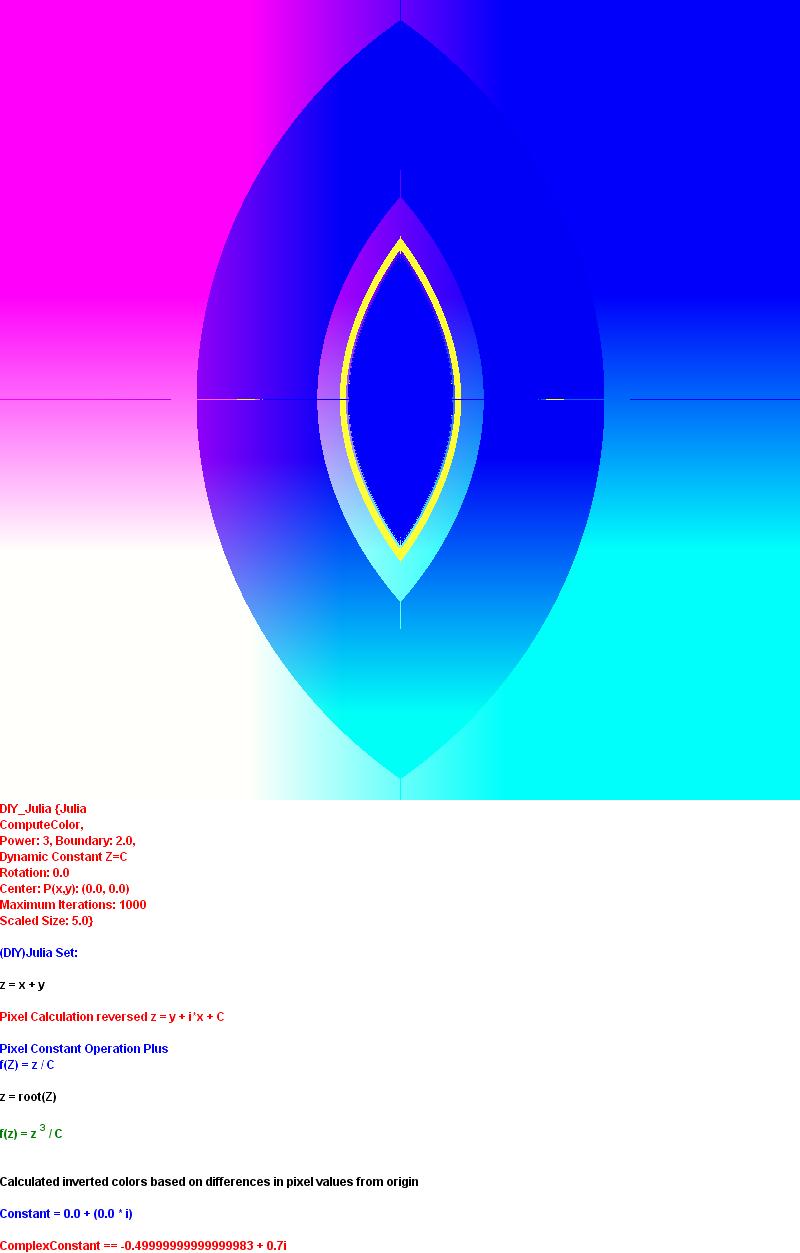 DIY_Julia {Julia
ComputeColor,
Power: 3, Boundary: 2.0,
Dynamic Constant Z=C
Rotation: 0.0
Center: P(x,y): (0.0, 0.0)
Maximum Iterations: 1000
Scaled Size: 5.0}
(DIY)Julia Set:
z = x + y
Pixel Calculation reversed z = y + i*x + C
Pixel Constant Operation Plus
f(Z) = z / C
z = root(Z)
f(z) = z ³ / C
Calculated inverted colors based on differences in pixel values from origin
Constant = 0.0 + (0.0 * i)
ComplexConstant == -0.49999999999999983 + 0.7i